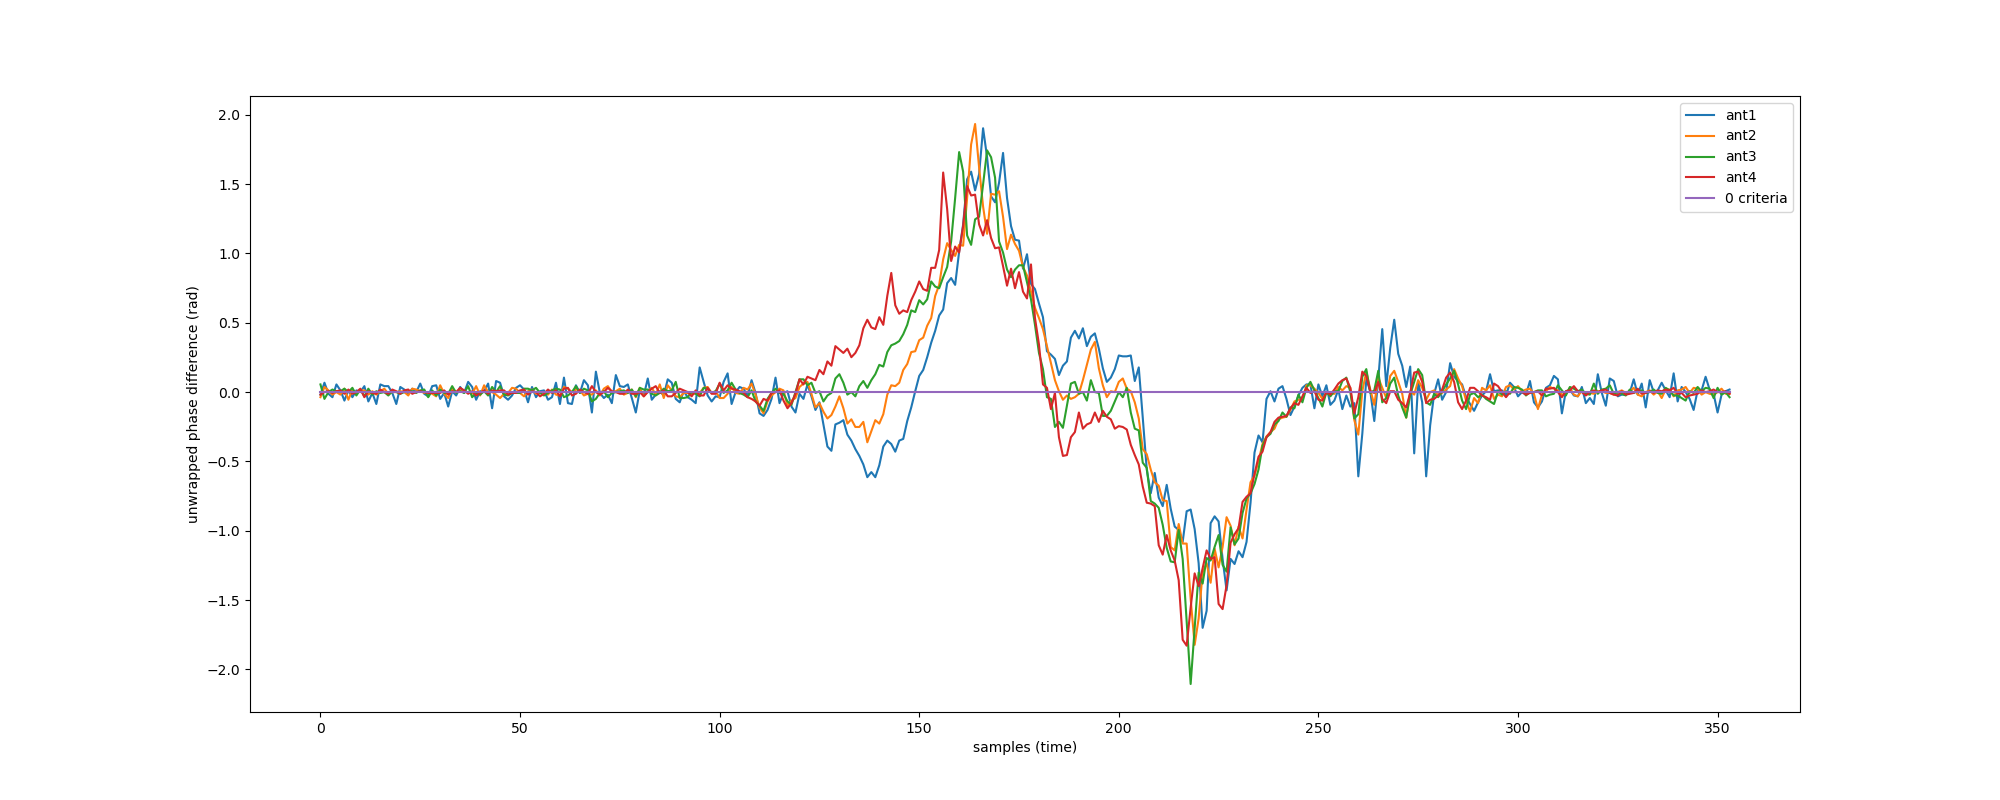 2.0
1.5
1.0
0.5
0.0
−0.5
−1.0
−1.5
−2.0
unwrapped phase difference (rad)
0 50 100 150 200 250 300 350
samples (time)
ant1
ant2
ant3
ant4
0 criteria